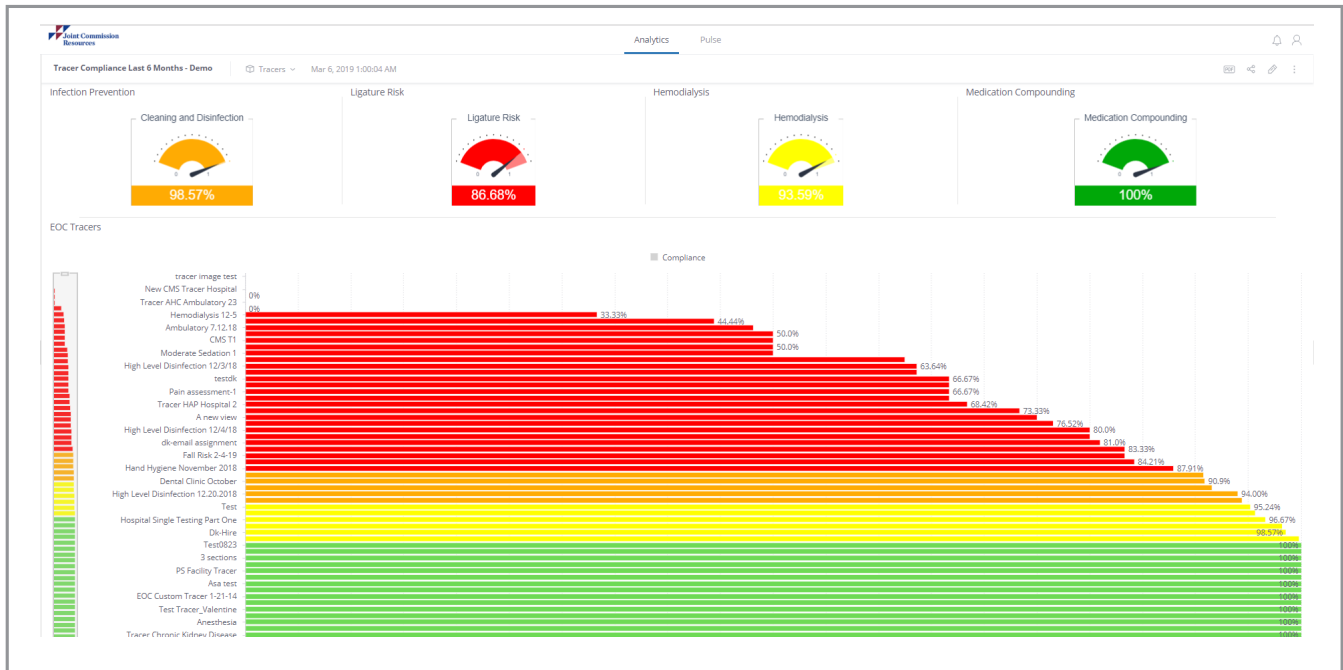 Joint Commission
Resources
Analytics
Pulse
Tracer Compliance Last 6 Months - Demo
Tracers
Mar 6, 2019 1:00:04 AM
PDF
Infection Prevention
Ligature Risk
Hemodialysis
Medication Compounding
Cleaning and Disinfection
0 1
98.57%
Ligature Risk
0 1
86.68%
Hemodialysis
0 1
93.59%
Medication Compounding
0 1
100%
EOC Tracers
Compliance
tracer image test
New CMS Tracer Hospital
0%
Tracer AHC Ambulatory 23
0%
Hemodialysis 12-5
33.33%
44.44%
Ambulatory 7.12.18
CMS T1
50.0%
Moderate Sedation 1
50.0%
High Level Disinfection 12/3/18
63.64%
testdk
66.67%
Pain assessment-1
66.67%
Tracer HAP Hospital 2
68.42%
A new view
73.33%
76.52%
High Level Disinfection 12/4/18
80.0%
dk-email assignment
81.0%
Fall Risk 2-4-19
83.33%
84.21%
Hand Hygiene November 2018
87.91%
Dental Clinic October
90.9%
High Level Disinfection 12.20.2018
94.00%
Test
95.24%
Hospital Single Testing Part One
96.67%
Dk-Hire
98.57%
Test0823
100%
3 sections
100%
PS Facility Tracer
100%
Asa test
100%
EOC Custom Tracer 1-21-14
100%
Test Tracer_Valentine
100%
Anesthesia
100%
Tracer Chronic Kidney Disease
100%